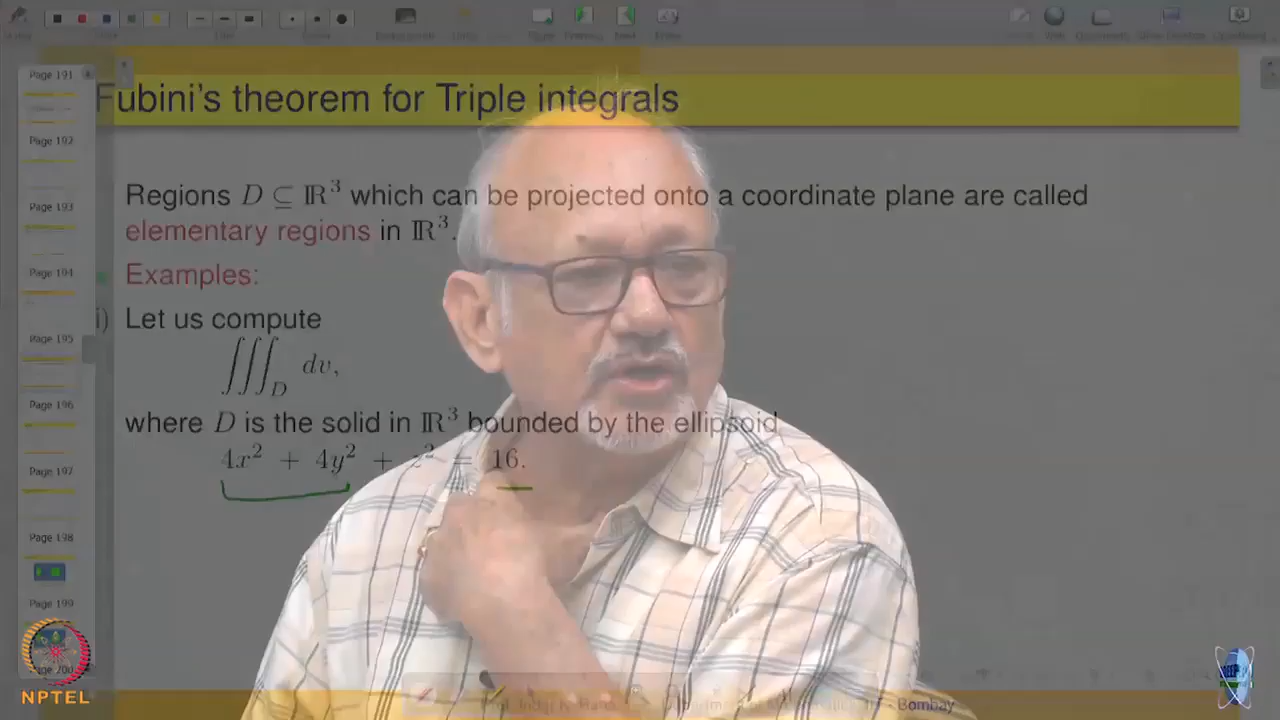 Page 191
Page 192
Page 193
Page 194
Page 195
Page 196
Page 197
Page 198
Page 199
Page 200
Fubini's theorem for Triple integrals
Regions D ⊆ ℝ³ which can be projected onto a coordinate plane are called
elementary regions in ℝ³.
Examples:
i) Let us compute
∭_D dv,
where D is the solid in ℝ³ bounded by the ellipsoid
4x² + 4y² + z² = 16.
NPTEL
Bombay